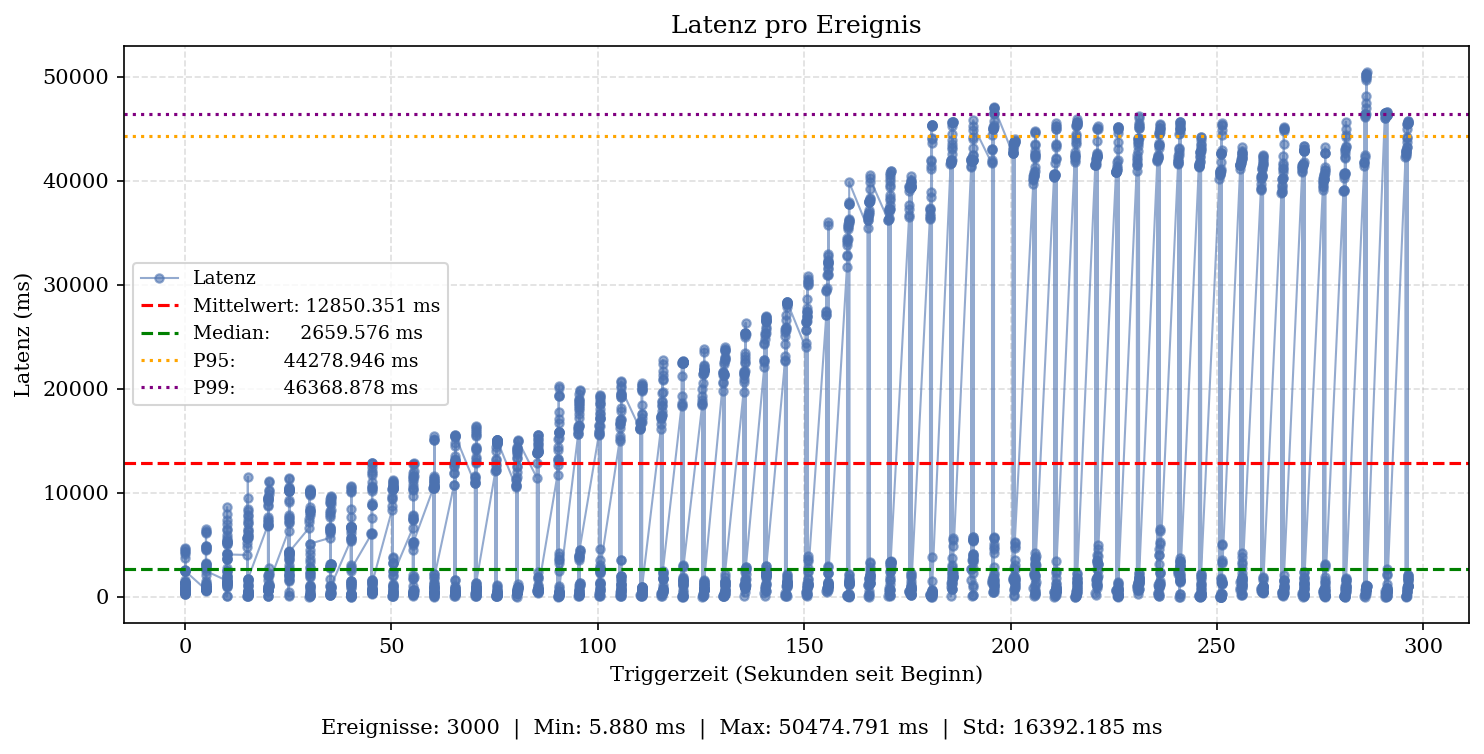 Latenz pro Ereignis
Latenz (ms)
50000
40000
30000
20000
10000
0
Latenz
Mittelwert: 12850.351 ms
Median: 2659.576 ms
P95: 44278.946 ms
P99: 46368.878 ms
0 50 100 150 200 250 300
Triggerzeit (Sekunden seit Beginn)
Ereignisse: 3000 | Min: 5.880 ms | Max: 50474.791 ms | Std: 16392.185 ms